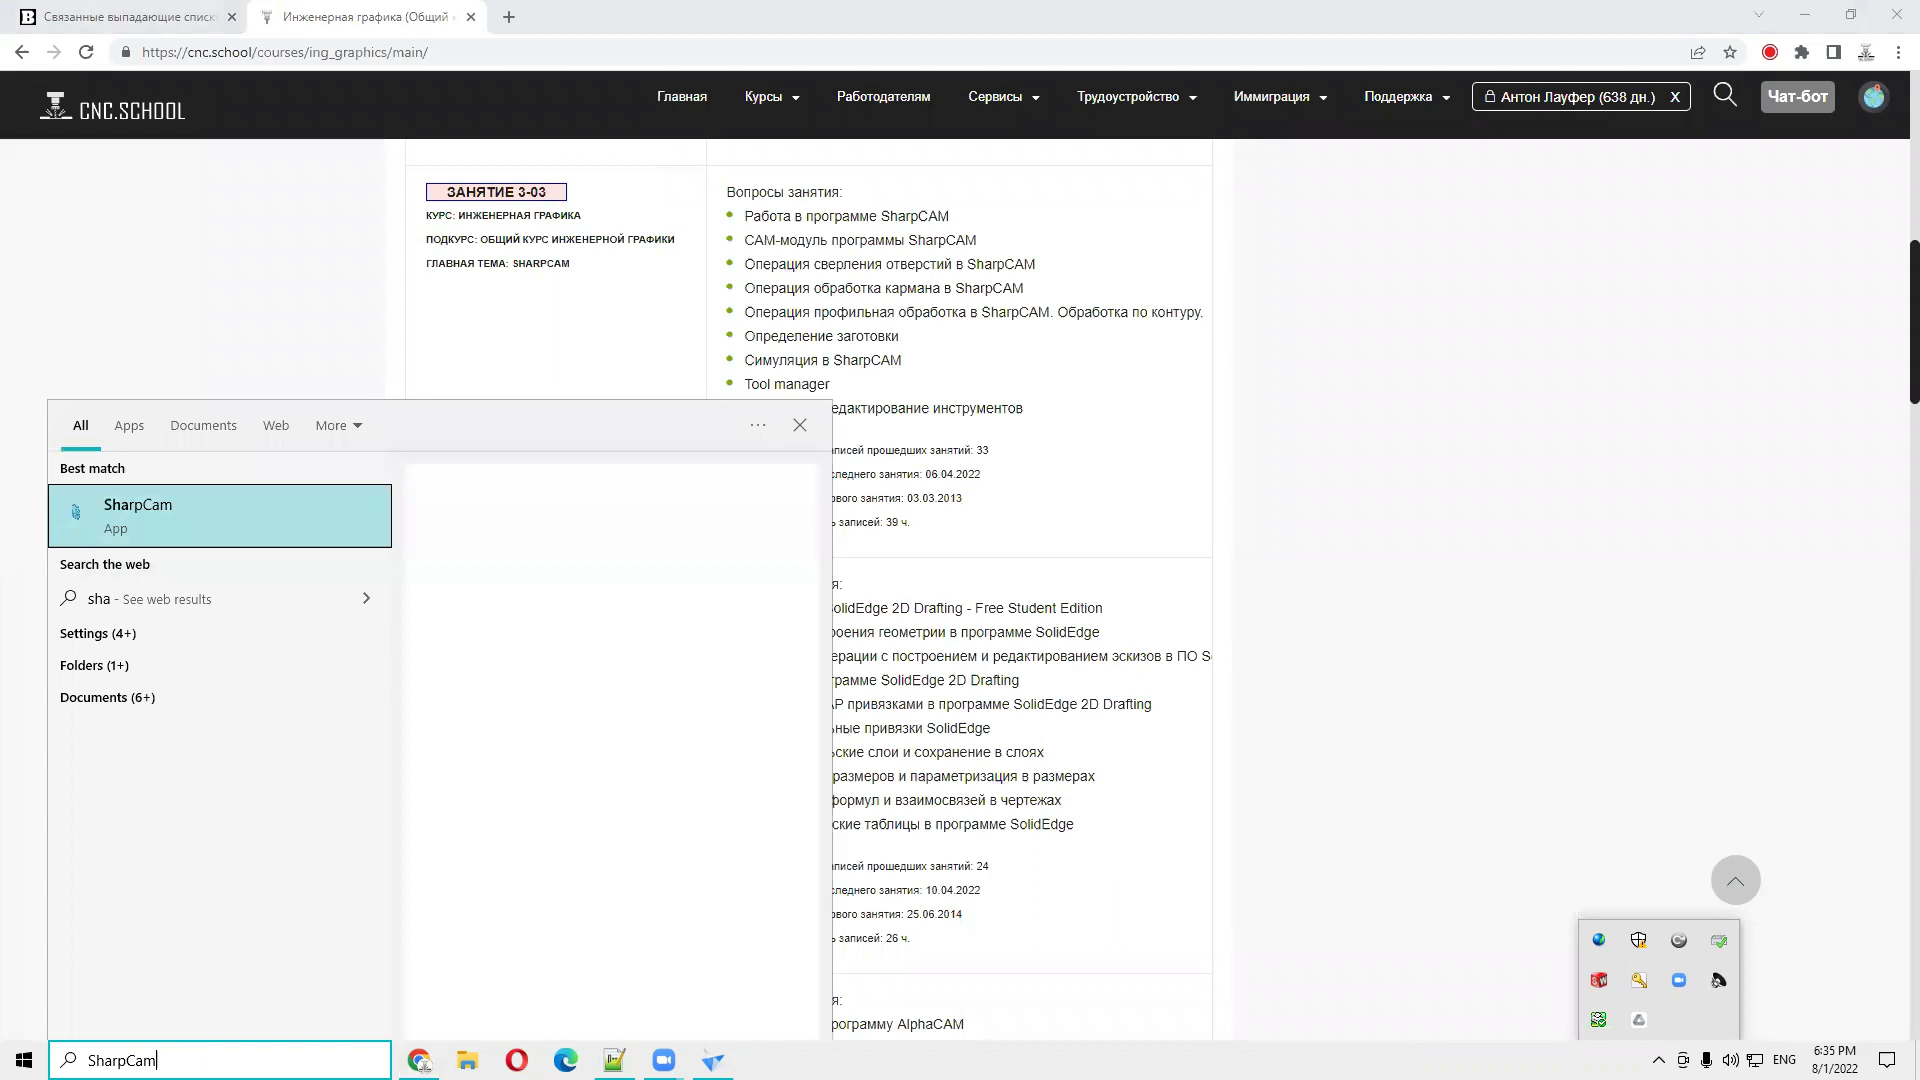 Связанные выпадающие списк
Инженерная графика (Общий к
https://cnc.school/courses/ing_graphics/main/
CNC.SCHOOL
Главная
Курсы
Работодателям
Сервисы
Трудоустройство
Иммиграция
Поддержка
Антон Лауфер (638 дн.) X
Чат-бот
ЗАНЯТИЕ 3-03
КУРС: ИНЖЕНЕРНАЯ ГРАФИКА
ПОДКУРС: ОБЩИЙ КУРС ИНЖЕНЕРНОЙ ГРАФИКИ
ГЛАВНАЯ ТЕМА: SHARPCAM
Вопросы занятия:
Работа в программе SharpCAM
CAM-модуль программы SharpCAM
Операция сверления отверстий в SharpCAM
Операция обработка кармана в SharpCAM
Операция профильная обработка в SharpCAM. Обработка по контуру.
Определение заготовки
Симуляция в SharpCAM
Tool manager
едактирование инструментов
аписей прошедших занятий: 33
следнего занятия: 06.04.2022
рвого занятия: 03.03.2013
ь записей: 39 ч.
я:
SolidEdge 2D Drafting - Free Student Edition
роения геометрии в программе SolidEdge
ерации с построением и редактированием эскизов в ПО S
грамме SolidEdge 2D Drafting
АР привязками в программе SolidEdge 2D Drafting
ьные привязки SolidEdge
ьские слои и сохранение в слоях
размеров и параметризация в размерах
формул и взаимосвязей в чертежах
ские таблицы в программе SolidEdge
аписей прошедших занятий: 24
следнего занятия: 10.04.2022
рвого занятия: 25.06.2014
ь записей: 26 ч.
я:
рограмму AlphaCAM
All
Apps
Documents
Web
More
Best match
SharpCam
App
Search the web
sha - See web results
Settings (4+)
Folders (1+)
Documents (6+)
SharpCam
ENG
6:35 PM
8/1/2022